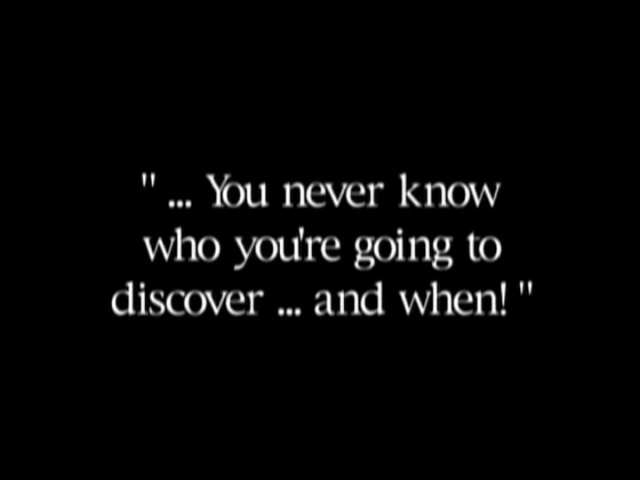 " ... You never know
who you're going to
discover ... and when! "